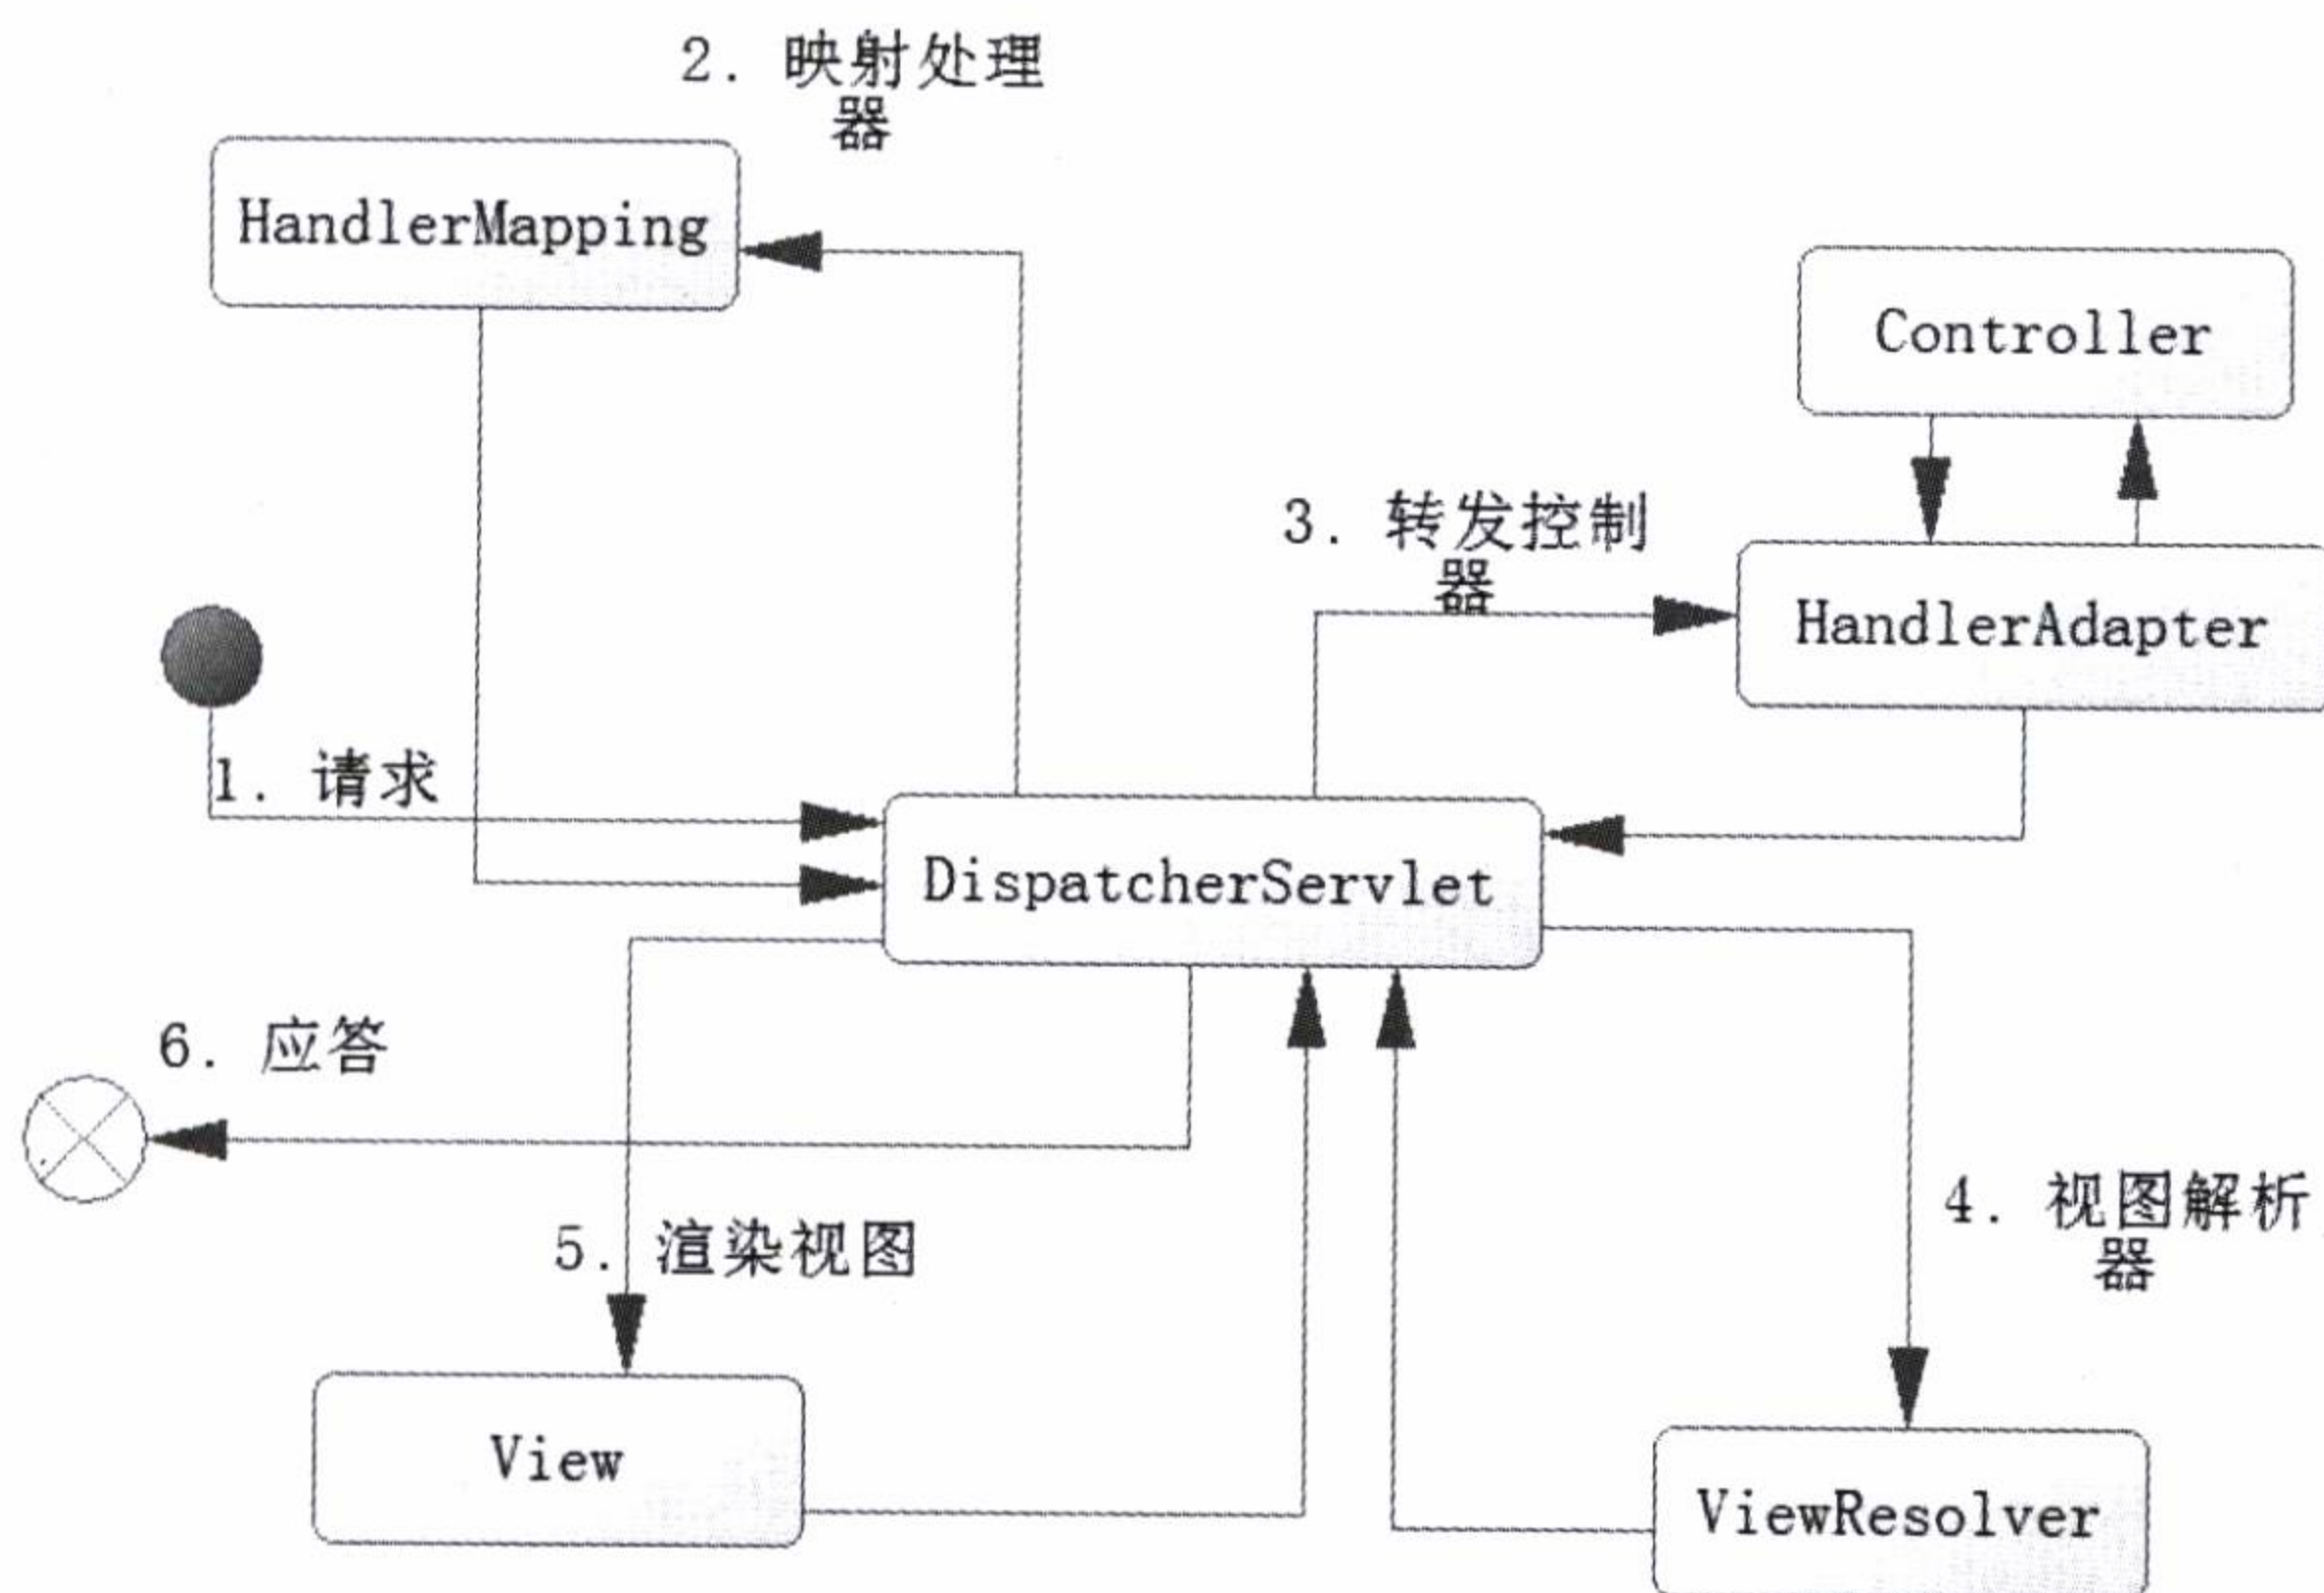 2. 映射处理
器
HandlerMapping
Controller
3. 转发控制
器
HandlerAdapter
1. 请求
DispatcherServlet
6. 应答
4. 视图解析
器
5. 渲染视图
View
ViewResolver